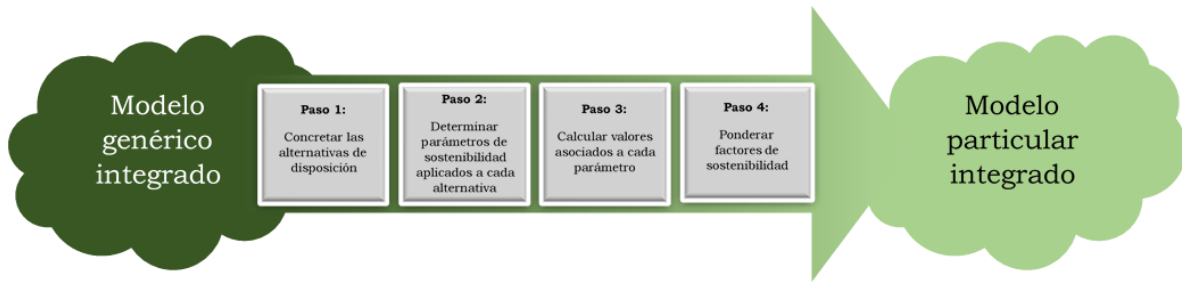 Modelo
genérico
integrado
Paso 1:
Concretar las
alternativas de
disposición
Paso 2:
Determinar
parámetros de
sostenibilidad
aplicados a cada
alternativa
Paso 3:
Calcular valores
asociados a cada
parámetro
Paso 4:
Ponderar
factores de
sostenibilidad
Modelo
particular
integrado